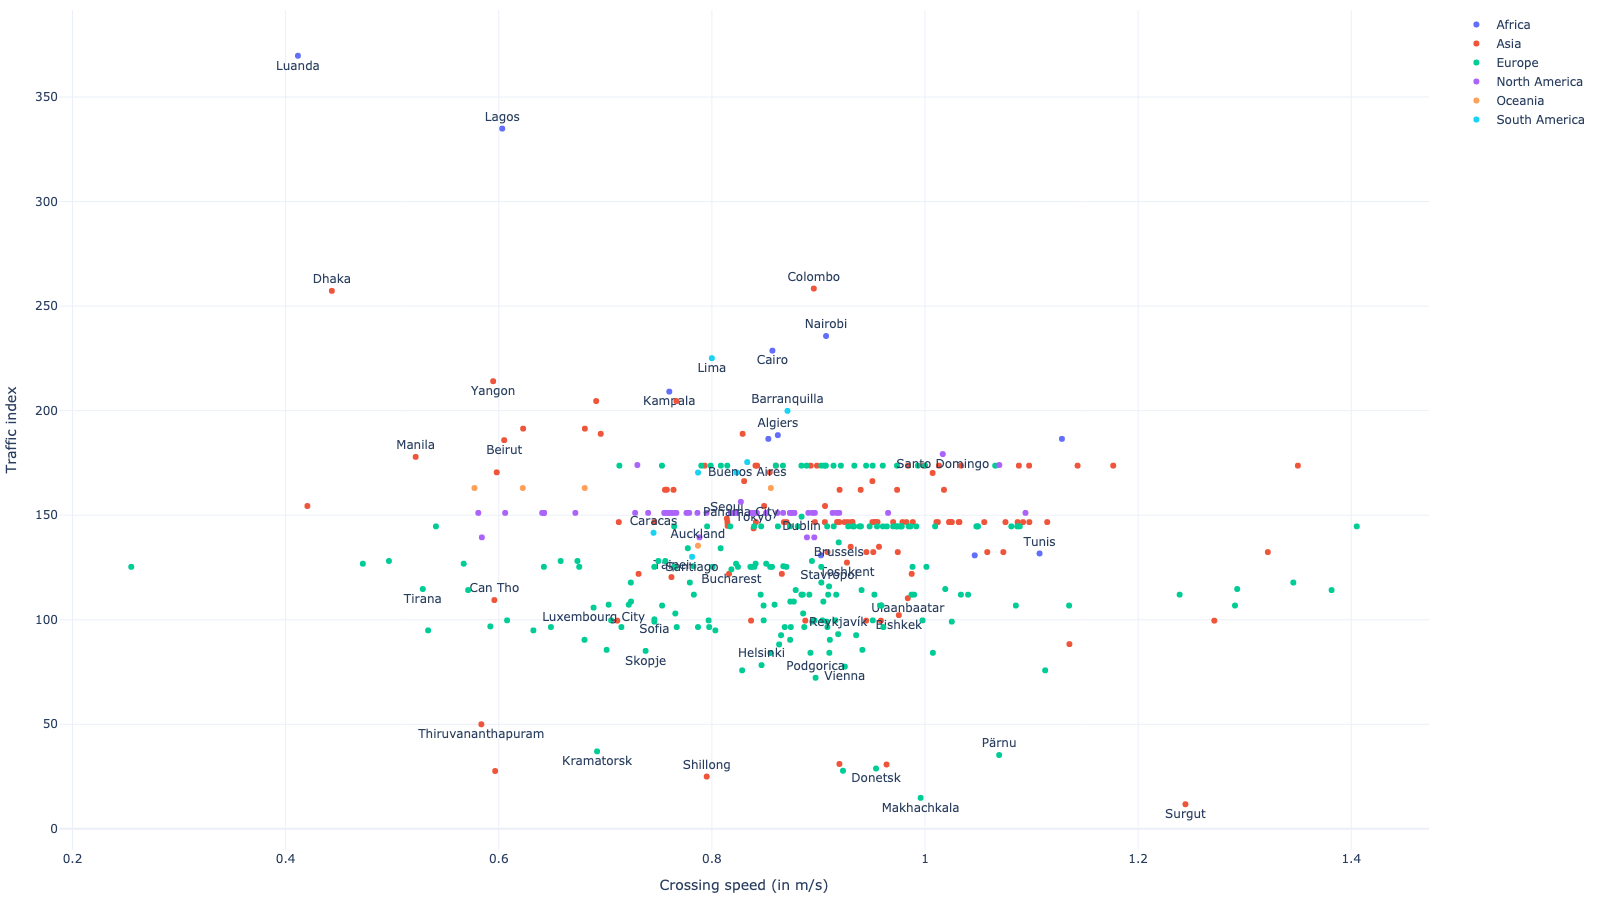 Africa
Asia
Europe
North America
Oceania
South America
Traffic index
350
300
250
200
150
100
50
0
Luanda
Lagos
Dhaka
Colombo
Nairobi
Cairo
Lima
Yangon
Kampala
Barranquilla
Algiers
Manila
Beirut
Santo Domingo
Buenos Aires
Seoul
Panama City
Tokyo
Caracas
Dublin
Auckland
Tunis
Brussels
Taipei
Santiago
Tashkent
Stavropol
Bucharest
Can Tho
Tirana
Ulaanbaatar
Luxembourg City
Reykjavík
Bishkek
Sofia
Helsinki
Skopje
Podgorica
Vienna
Thiruvananthapuram
Pärnu
Kramatorsk
Shillong
Donetsk
Makhachkala
Surgut
0.2
0.4
0.6
0.8
1
1.2
1.4
Crossing speed (in m/s)